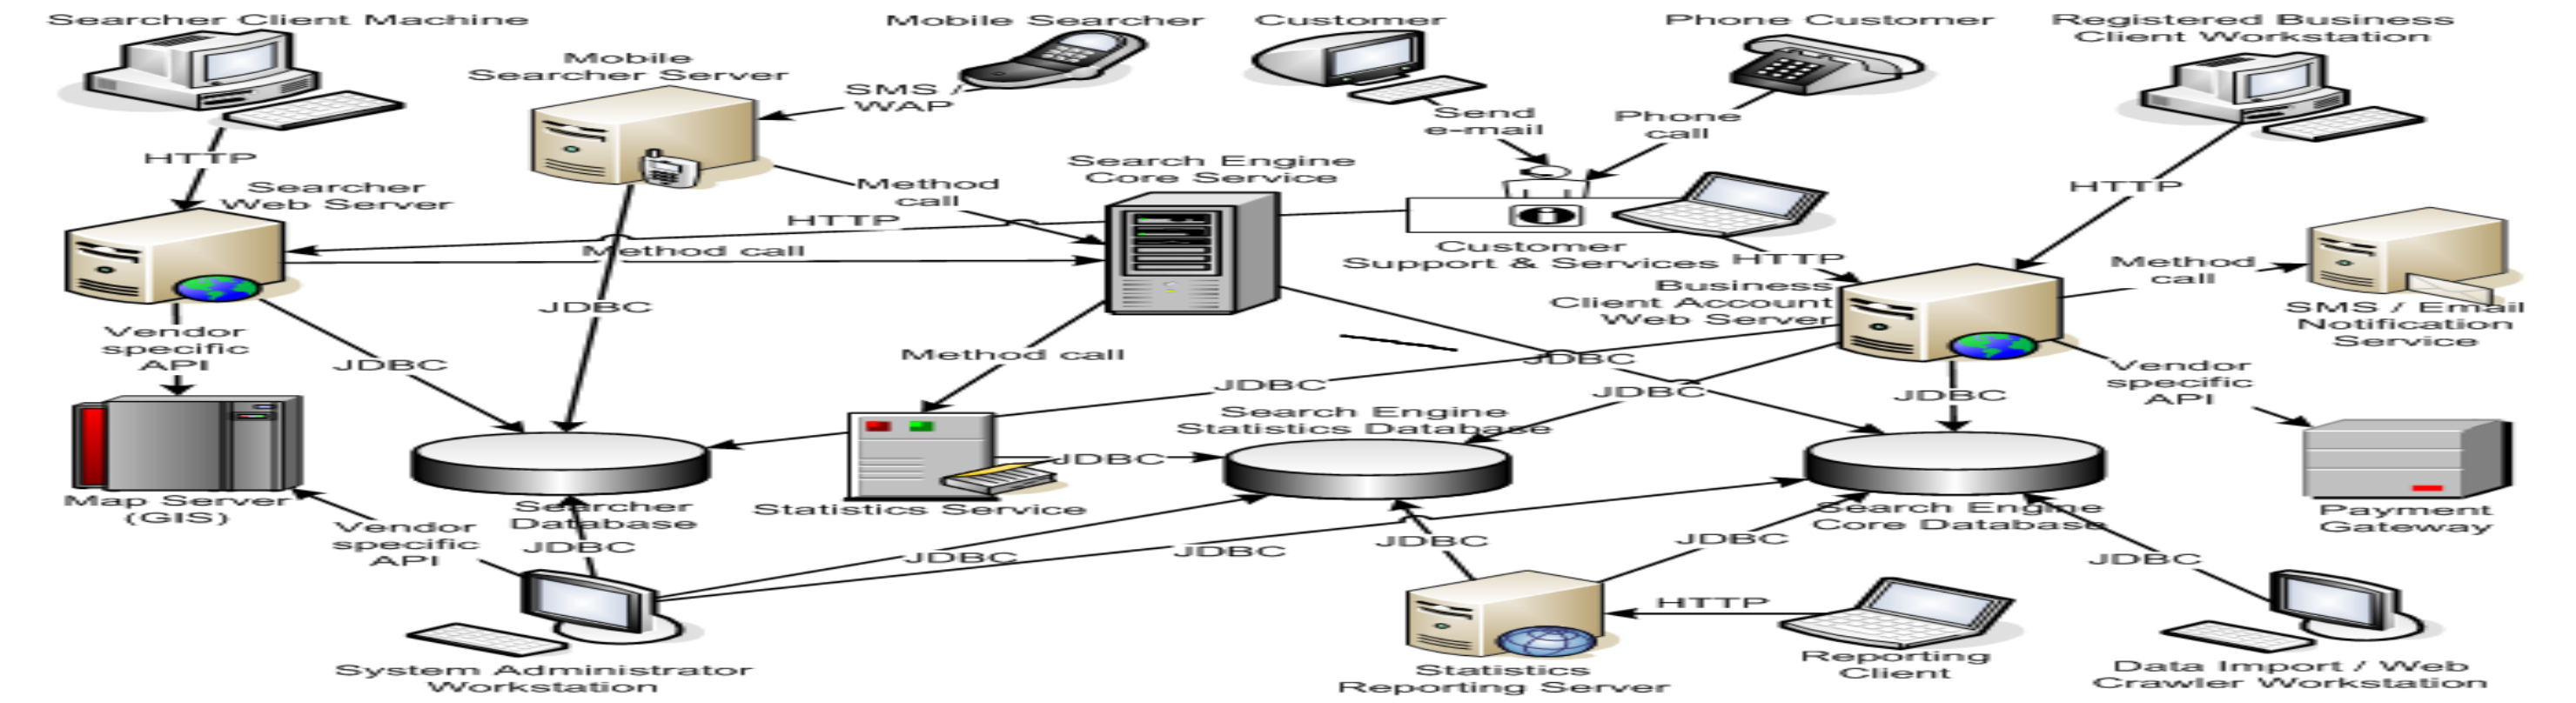 Searcher Client Machine
Mobile Searcher
Customer
Phone Customer
Registered Business
Client Workstation
Mobile
Searcher Server
SMS /
WAP
Send
e-mail
Phone
call
HTTP
Searcher
Web Server
Method
call
Search Engine
Core Service
HTTP
HTTP
Method call
Customer
Support & Services
HTTP
Method
call
Business
Client Account
Web Server
SMS / Email
Notification
Service
JDBC
Vendor
specific
API
JDBC
Method call
JDBC
JDBC
JDBC
JDBC
Vendor
specific
API
Search Engine
Statistics Database
JDBC
Map Server
(GIS)
Searcher
Database
Statistics Service
Search Engine
Core Database
Payment
Gateway
Vendor
specific
API
JDBC
JDBC
JDBC
JDBC
JDBC
JDBC
HTTP
System Administrator
Workstation
Statistics
Reporting Server
Reporting
Client
Data Import / Web
Crawler Workstation